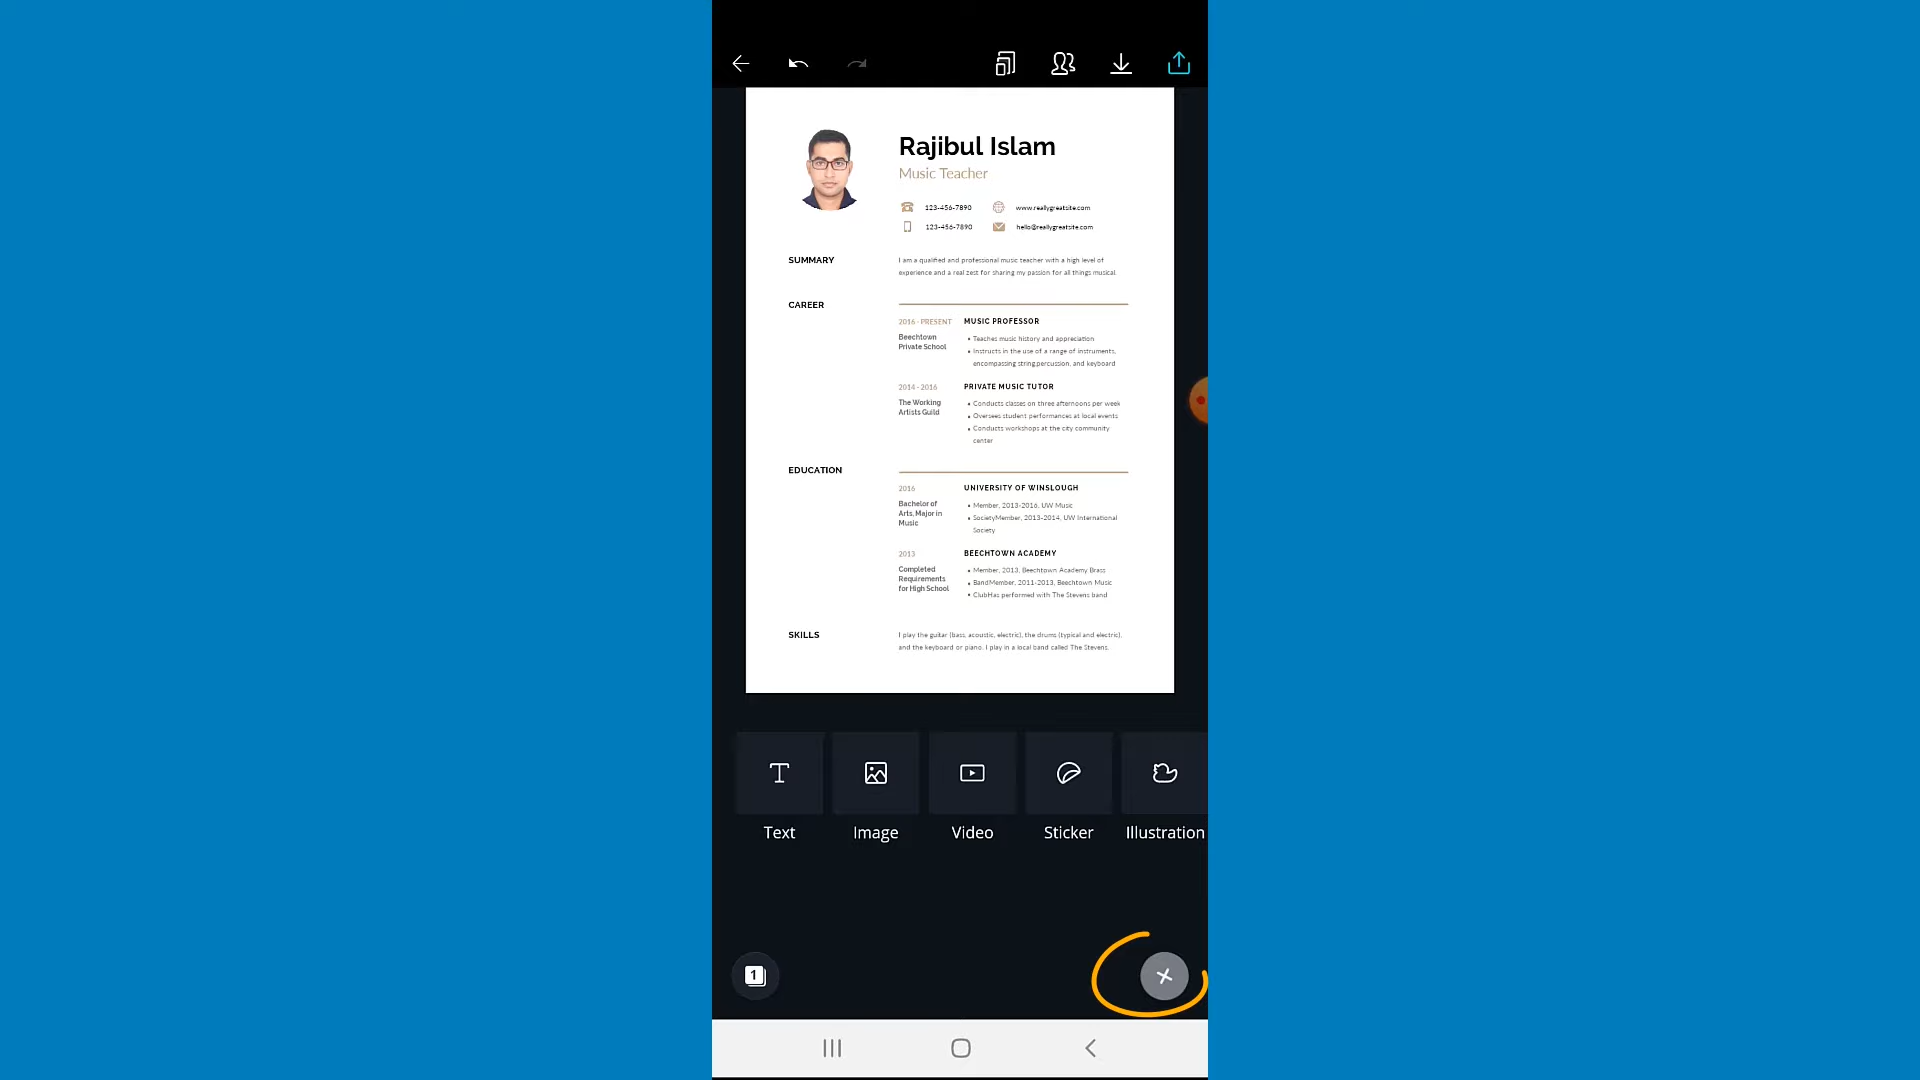 Rajibul Islam
Music Teacher
123-456-7890
www.reallygreatsite.com
123-456-7890
hello@reallygreatsite.com
SUMMARY
I am a qualified and professional music teacher with a high level of
experience and a real zest for sharing my passion for all things musical.
CAREER
2016 - PRESENT
MUSIC PROFESSOR
Beechtown
Private School
• Teaches music history and appreciation
• Instructs in the use of a range of instruments,
encompassing string,percussion, and keyboard
2014 - 2016
PRIVATE MUSIC TUTOR
The Working
Artists Guild
• Conducts classes on three afternoons per week
• Oversees student performances at local events
• Conducts workshops at the city community
center
EDUCATION
2016
UNIVERSITY OF WINSLOUGH
Bachelor of
Arts, Major in
Music
• Member, 2013-2016, UW Music
• SocietyMember, 2013-2014, UW International
Society
2013
BEECHTOWN ACADEMY
Completed
Requirements
for High School
• Member, 2013, Beechtown Academy Brass
• BandMember, 2011-2013, Beechtown Music
• ClubHas performed with The Stevens band
SKILLS
I play the guitar (bass, acoustic, electric), the drums (typical and electric),
and the keyboard or piano. I play in a local band called The Stevens.
Text
Image
Video
Sticker
Illustration
1